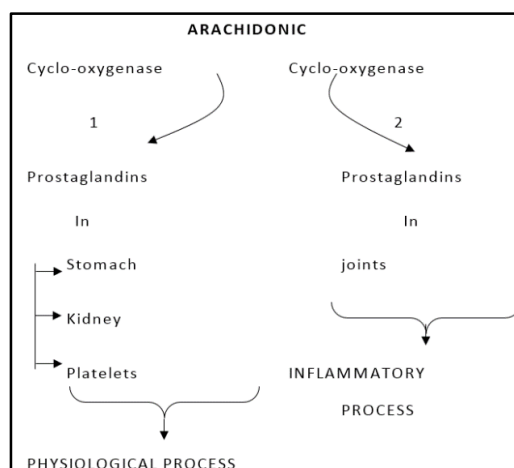 ARACHIDONIC
Cyclo-oxygenase Cyclo-oxygenase
1 2
Prostaglandins Prostaglandins
In In
Stomach joints
Kidney
Platelets INFLAMMATORY
PROCESS
PHYSIOLOGICAL PROCESS